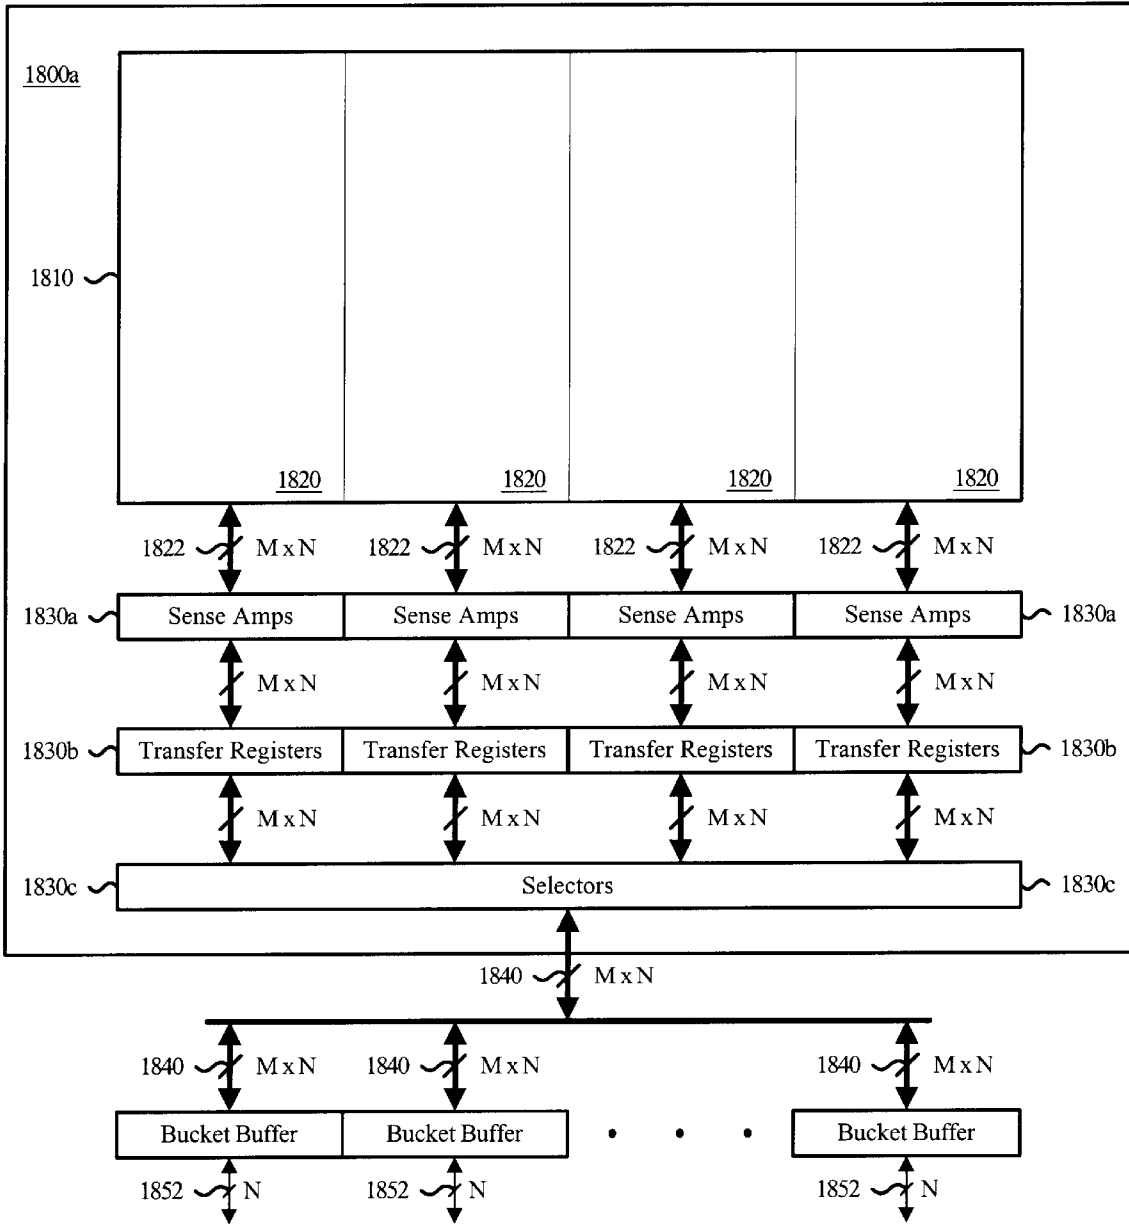 1800a
1810
1820 1820 1820 1820
1822 M x N 1822 M x N 1822 M x N 1822 M x N
1830a Sense Amps Sense Amps Sense Amps Sense Amps 1830a
M x N M x N M x N M x N
1830b Transfer Registers Transfer Registers Transfer Registers Transfer Registers 1830b
M x N M x N M x N M x N
1830c Selectors 1830c
1840 M x N
1840 M x N 1840 M x N 1840 M x N
Bucket Buffer Bucket Buffer • • • Bucket Buffer
1852 N 1852 N 1852 N